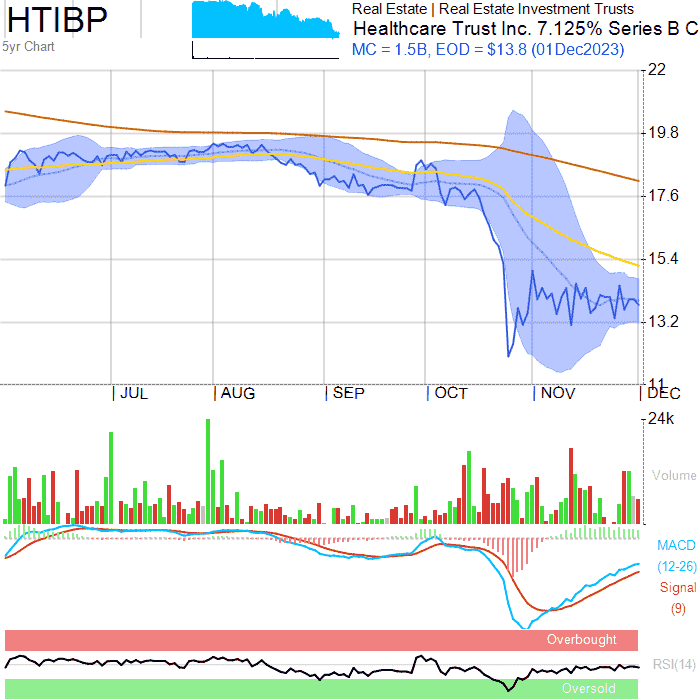 HTIBP
5yr Chart
Real Estate | Real Estate Investment Trusts
Healthcare Trust Inc. 7.125% Series B C
MC = 1.5B, EOD = $13.8 (01Dec2023)
22
19.8
17.6
15.4
13.2
11
JUL
AUG
SEP
OCT
NOV
DEC
24k
Volume
MACD
(12-26)
Signal
(9)
Overbought
RSI(14)
Oversold